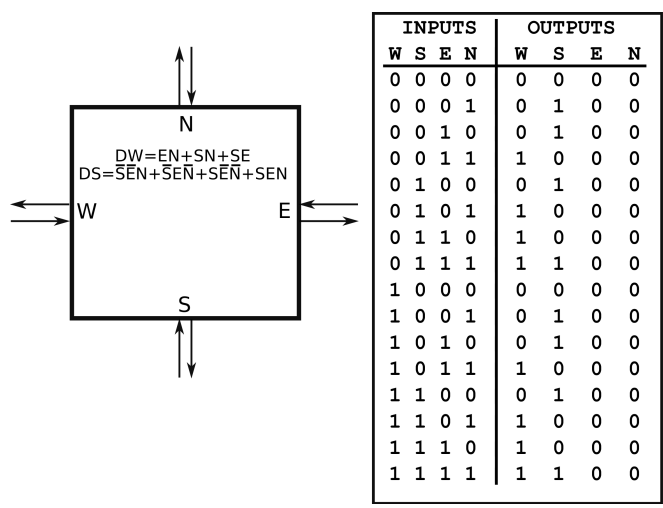 N
DW=EN+SN+SE
DS=S̅E̅N+S̅EN̅+SE̅N̅+SEN
W
E
S
INPUTS OUTPUTS
W S E N W S E N
0 0 0 0 0 0 0 0
0 0 0 1 0 1 0 0
0 0 1 0 0 1 0 0
0 0 1 1 1 0 0 0
0 1 0 0 0 1 0 0
0 1 0 1 1 0 0 0
0 1 1 0 1 0 0 0
0 1 1 1 1 1 0 0
1 0 0 0 0 0 0 0
1 0 0 1 0 1 0 0
1 0 1 0 0 1 0 0
1 0 1 1 1 0 0 0
1 1 0 0 0 1 0 0
1 1 0 1 1 0 0 0
1 1 1 0 1 0 0 0
1 1 1 1 1 1 0 0